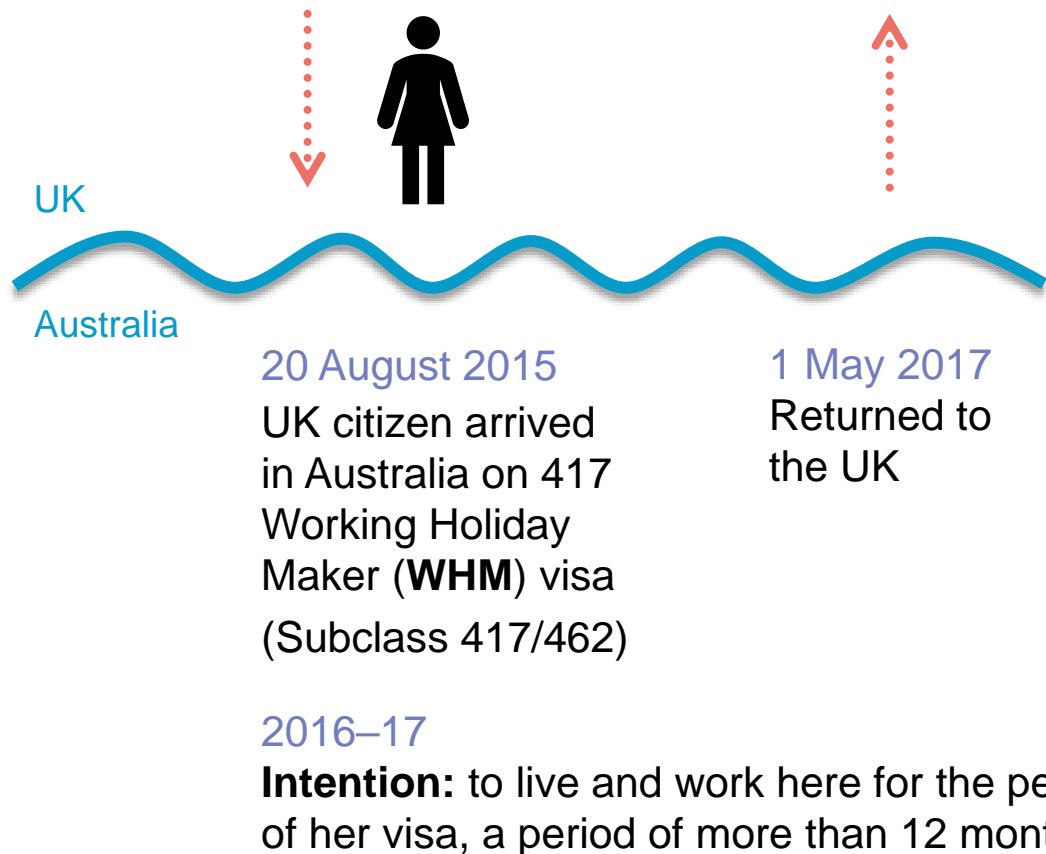 UK
Australia
20 August 2015
UK citizen arrived
in Australia on 417
Working Holiday
Maker (WHM) visa
(Subclass 417/462)
1 May 2017
Returned to
the UK
2016–17
Intention: to live and work here for the
of her visa, a period of more than 12